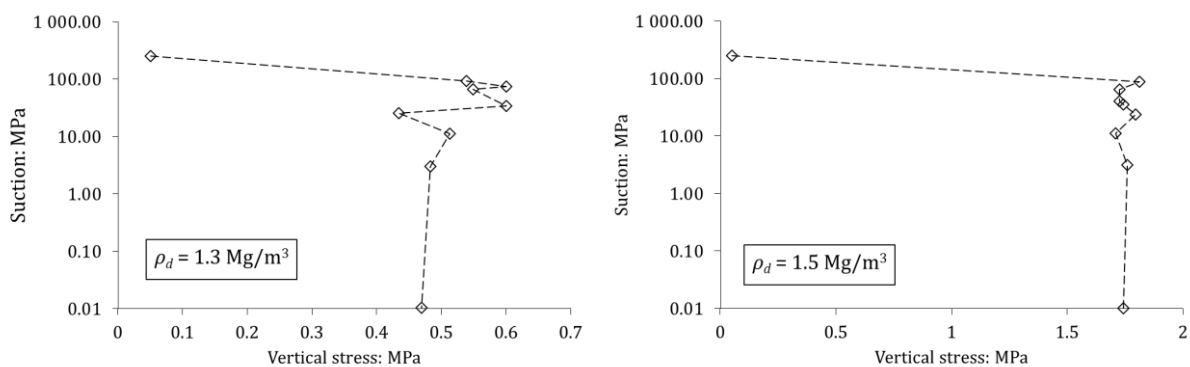 1 000.00
100.00
10.00
1.00
0.10
0.01
Suction: MPa
ρd = 1.3 Mg/m³
0 0.1 0.2 0.3 0.4 0.5 0.6 0.7
Vertical stress: MPa
1 000.00
100.00
10.00
1.00
0.10
0.01
Suction: MPa
ρd = 1.5 Mg/m³
0 0.5 1 1.5 2
Vertical stress: MPa